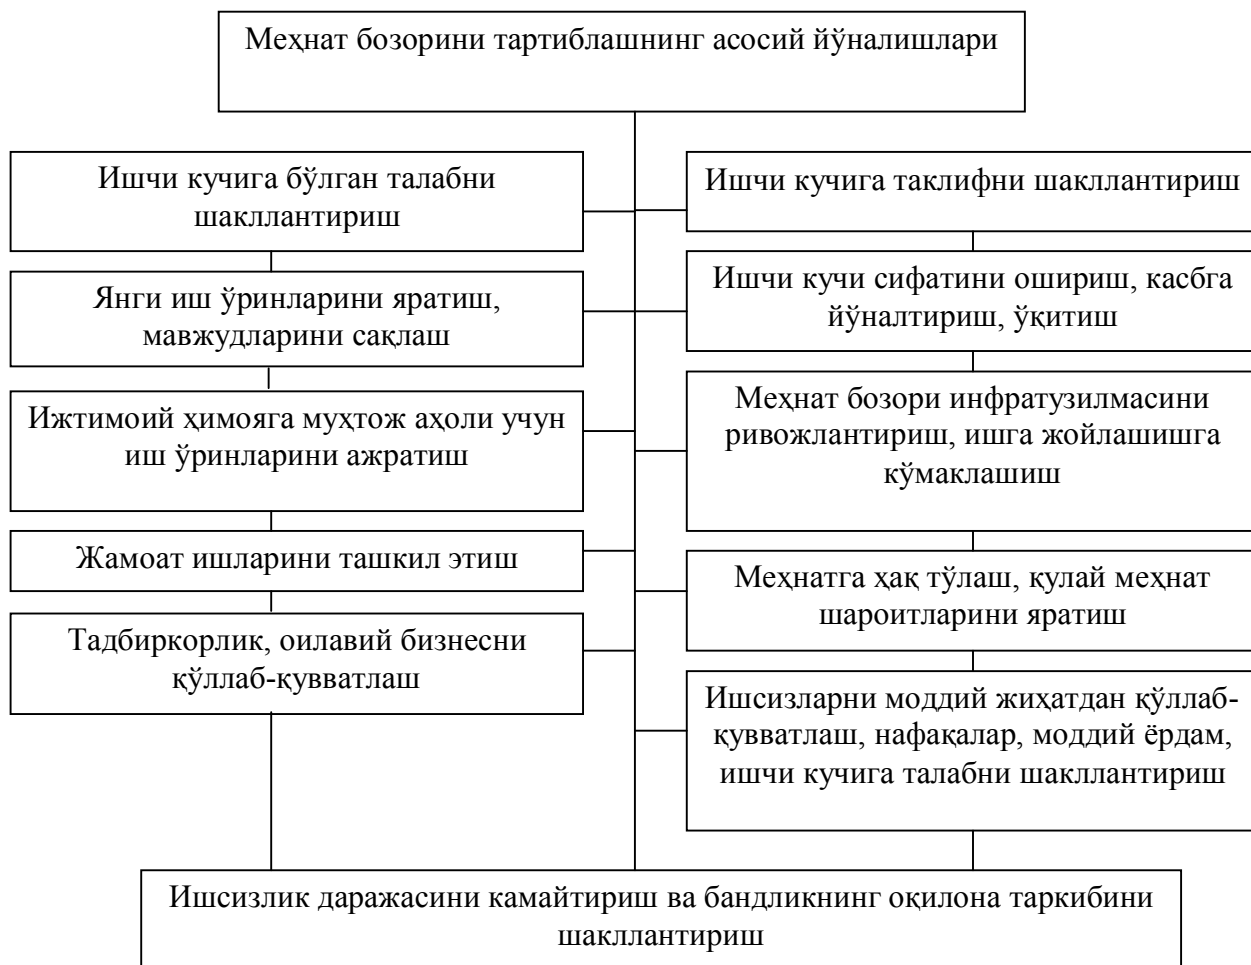 Меҳнат бозорини тартиблашнинг асосий йўналишлари
Ишчи кучига бўлган талабни
шакллантириш
Янги иш ўринларини яратиш,
мавжудларини сақлаш
Ижтимоий ҳимояга муҳтож аҳоли учун
иш ўринларини ажратиш
Жамоат ишларини ташкил этиш
Тадбиркорлик, оилавий бизнесни
қўллаб-қувватлаш
Ишчи кучига таклифни шакллантириш
Ишчи кучи сифатини ошириш, касбга
йўналтириш, ўқитиш
Меҳнат бозори инфратузилмасини
ривожлантириш, ишга жойлашишга
кўмаклашиш
Меҳнатга ҳақ тўлаш, қулай меҳнат
шароитларини яратиш
Ишсизларни моддий жиҳатдан қўллаб-
қувватлаш, нафақалар, моддий ёрдам,
ишчи кучига талабни шакллантириш
Ишсизлик даражасини камайтириш ва бандликнинг оқилона таркибини
шакллантириш